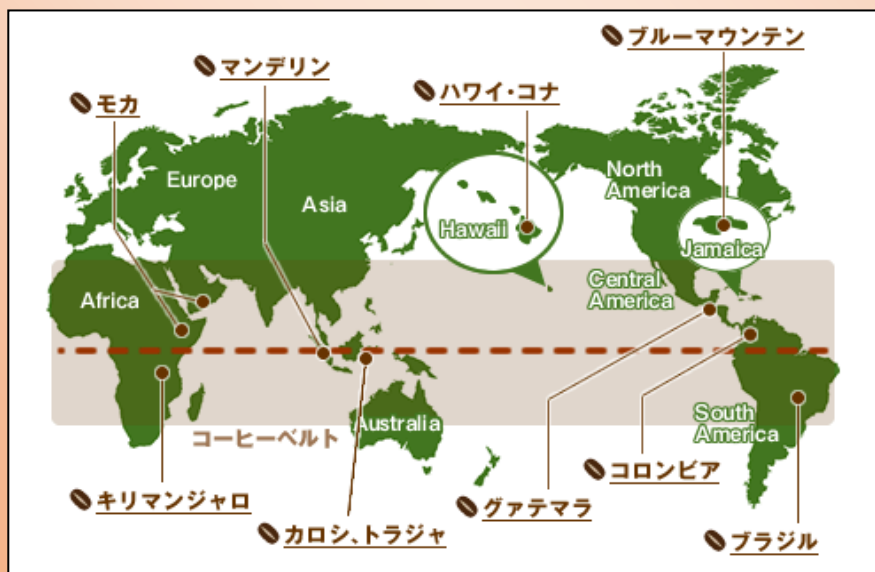 ブルーマウンテン
マンデリン
ハワイ・コナ
モカ
Europe
Asia
North
America
Hawaii
Jamaica
Africa
Central
America
Australia
South
America
コーヒーベルト
コロンビア
キリマンジャロ
グァテマラ
カロシ、トラジャ
ブラジル